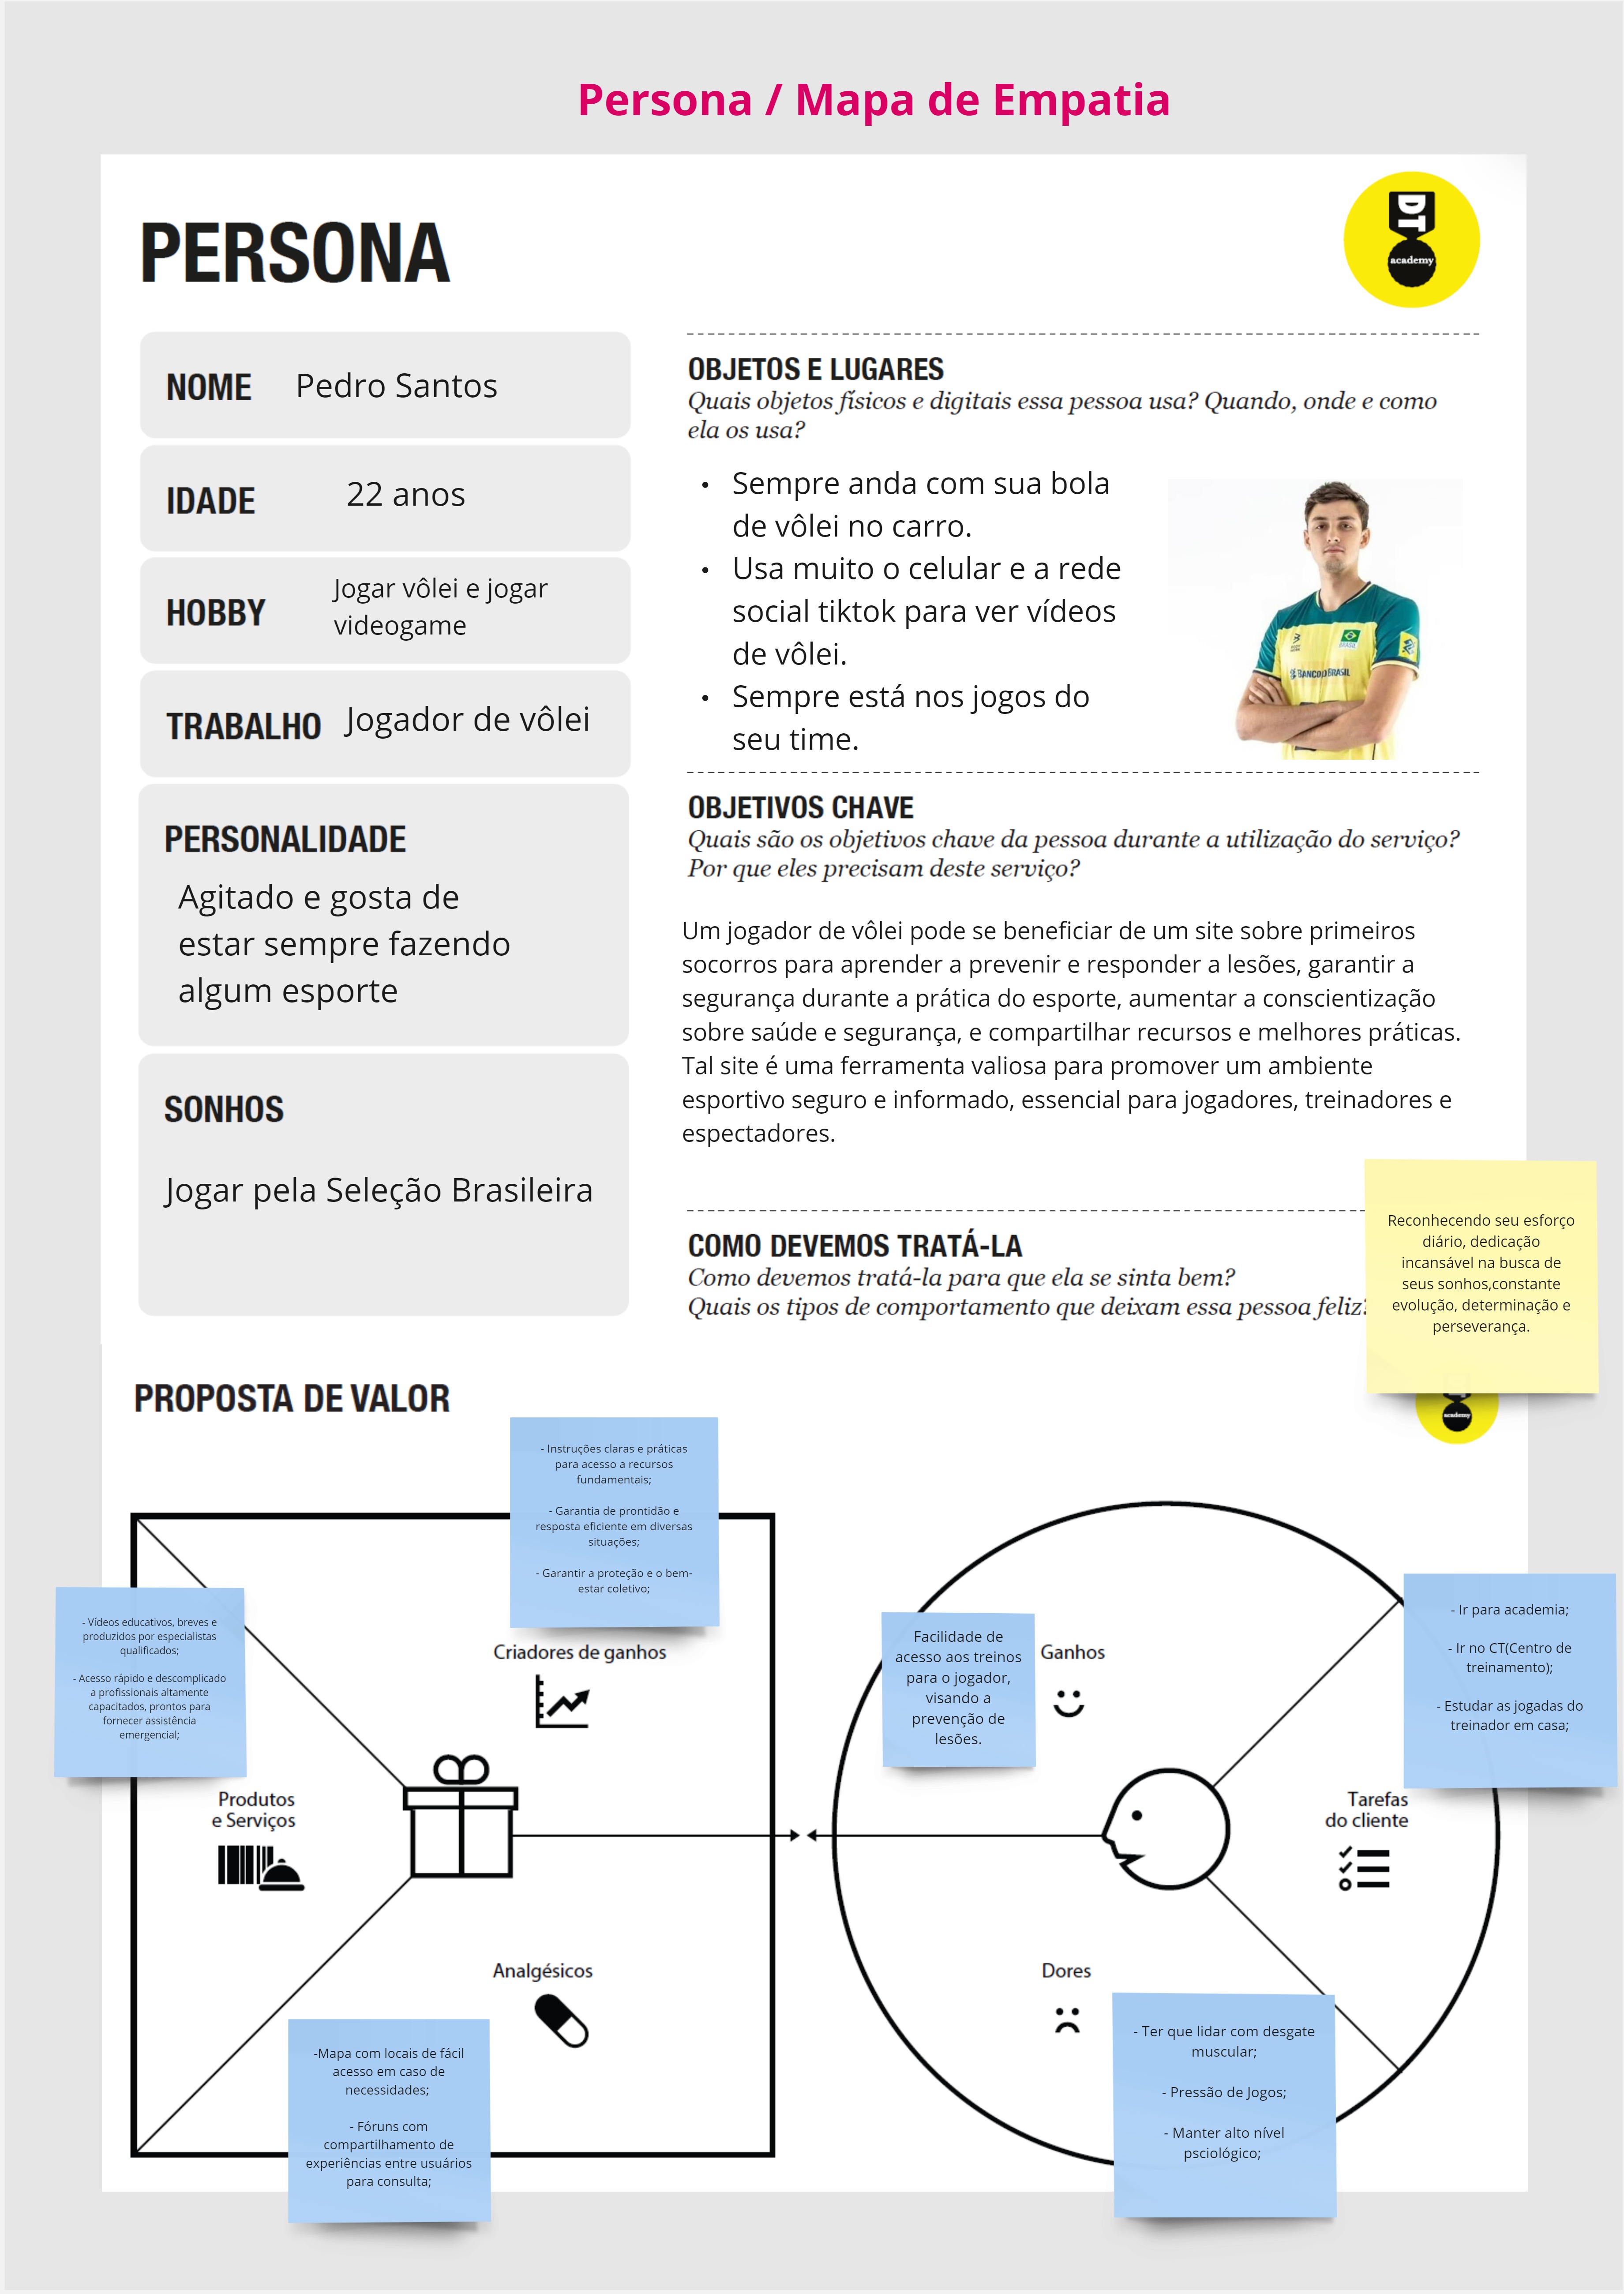 Persona / Mapa de Empatia
PERSONA
DT
academy
NOME Pedro Santos
IDADE 22 anos
HOBBY
Jogar vôlei e jogar
videogame
TRABALHO Jogador de vôlei
PERSONALIDADE
Agitado e gosta de
estar sempre fazendo
algum esporte
SONHOS
Jogar pela Seleção Brasileira
OBJETOS E LUGARES
Quais objetos físicos e digitais essa pessoa usa? Quando, onde e como
ela os usa?
• Sempre anda com sua bola
de vôlei no carro.
• Usa muito o celular e a rede
social tiktok para ver vídeos
de vôlei.
• Sempre está nos jogos do
seu time.
BRASIL
BANCO DO BRASIL
OBJETIVOS CHAVE
Quais são os objetivos chave da pessoa durante a utilização do serviço?
Por que eles precisam deste serviço?
Um jogador de vôlei pode se beneficiar de um site sobre primeiros
socorros para aprender a prevenir e responder a lesões, garantir a
segurança durante a prática do esporte, aumentar a conscientização
sobre saúde e segurança, e compartilhar recursos e melhores práticas.
Tal site é uma ferramenta valiosa para promover um ambiente
esportivo seguro e informado, essencial para jogadores, treinadores e
espectadores.
COMO DEVEMOS TRATÁ-LA
Como devemos tratá-la para que ela se sinta bem?
Quais os tipos de comportamento que deixam essa pessoa feliz?
Reconhecendo seu esforço
diário, dedicação
incansável na busca de
seus sonhos,constante
evolução, determinação e
perseverança.
academy
PROPOSTA DE VALOR
- Instruções claras e práticas
para acesso a recursos
fundamentais;
- Garantia de prontidão e
resposta eficiente em diversas
situações;
- Garantir a proteção e o bem-
estar coletivo;
Criadores de ganhos
- Vídeos educativos, breves e
produzidos por especialistas
qualificados;
- Acesso rápido e descomplicado
a profissionais altamente
capacitados, prontos para
fornecer assistência
emergencial;
Produtos
e Serviços
Analgésicos
-Mapa com locais de fácil
acesso em caso de
necessidades;
- Fóruns com
compartilhamento de
experiências entre usuários
para consulta;
Facilidade de
acesso aos treinos
para o jogador,
visando a
prevenção de
lesões.
Ganhos
- Ir para academia;
- Ir no CT(Centro de
treinamento);
- Estudar as jogadas do
treinador em casa;
Tarefas
do cliente
Dores
- Ter que lidar com desgate
muscular;
- Pressão de Jogos;
- Manter alto nível
psciológico;